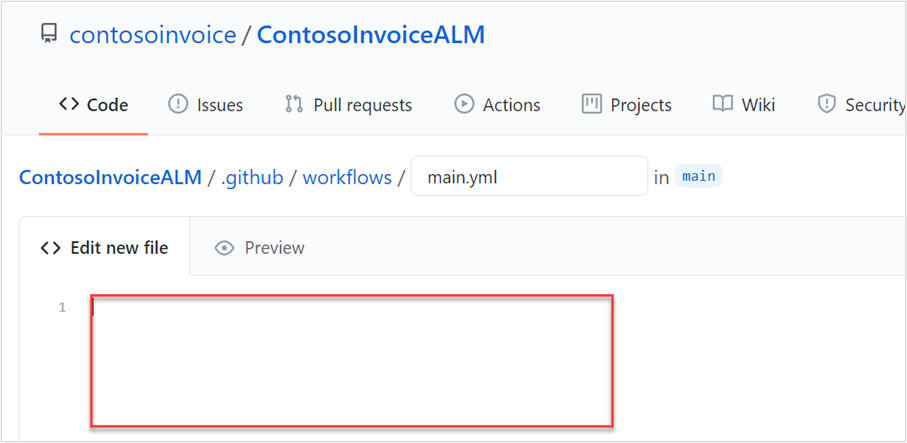 contosoinvoice / ContosoInvoiceALM
Code Issues Pull requests Actions Projects Wiki Security
ContosoInvoiceALM / .github / workflows / main.yml in main
Edit new file Preview
1